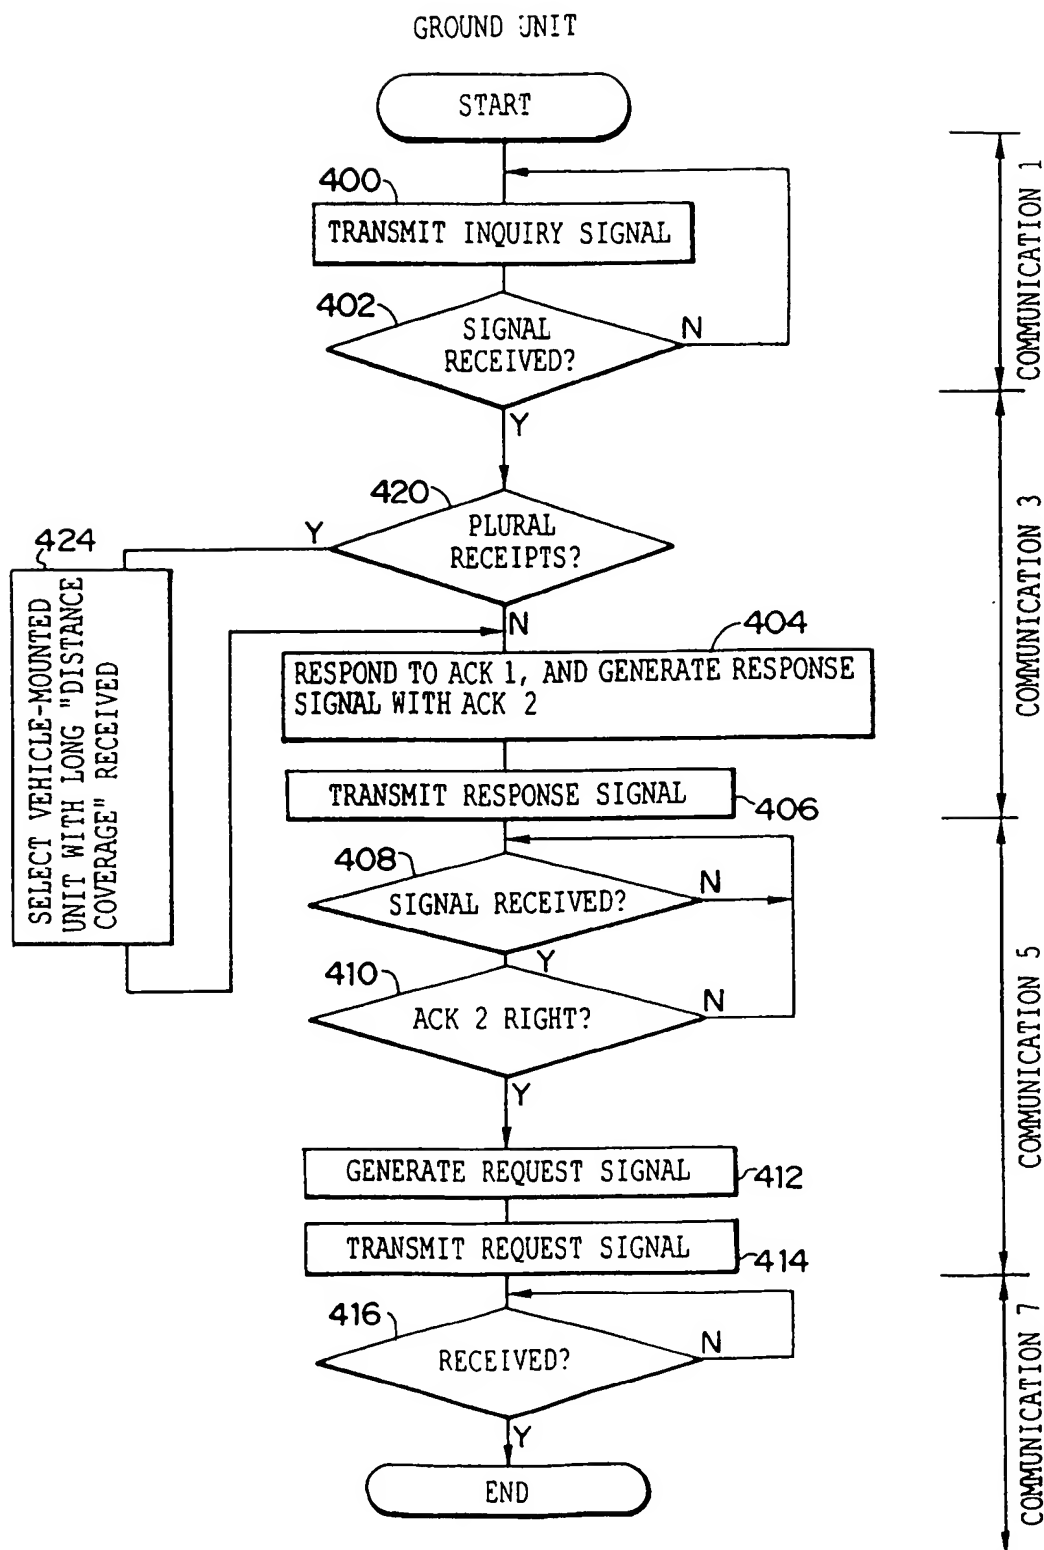 GROUND UNIT
START
400
TRANSMIT INQUIRY SIGNAL
402
SIGNAL
RECEIVED?
N
Y
COMMUNICATION 1
420
PLURAL
RECEIPTS?
Y
N
424
SELECT VEHICLE-MOUNTED
UNIT WITH LONG "DISTANCE
COVERAGE" RECEIVED
404
RESPOND TO ACK 1, AND GENERATE RESPONSE
SIGNAL WITH ACK 2
TRANSMIT RESPONSE SIGNAL
406
COMMUNICATION 3
408
SIGNAL RECEIVED?
N
Y
410
ACK 2 RIGHT?
N
Y
GENERATE REQUEST SIGNAL
412
TRANSMIT REQUEST SIGNAL
414
COMMUNICATION 5
416
RECEIVED?
N
Y
END
COMMUNICATION 7